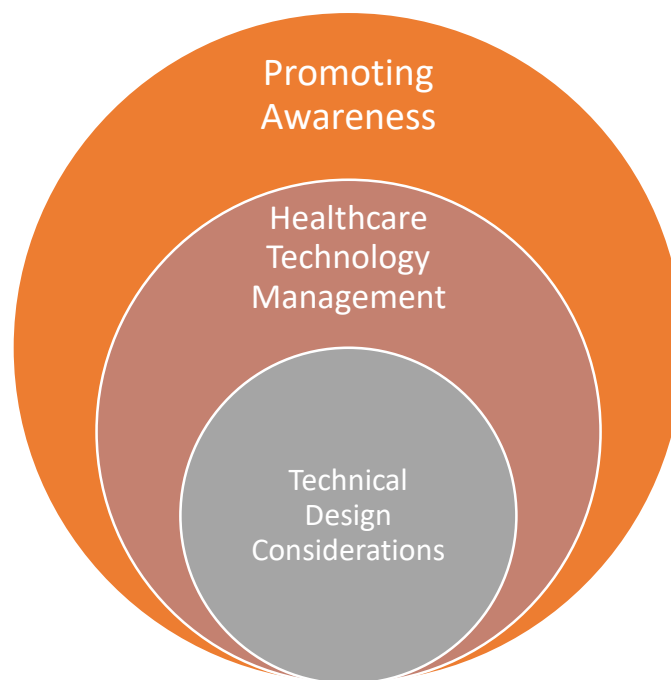 Promoting
Awareness
Healthcare
Technology
Management
Technical
Design
Considerations